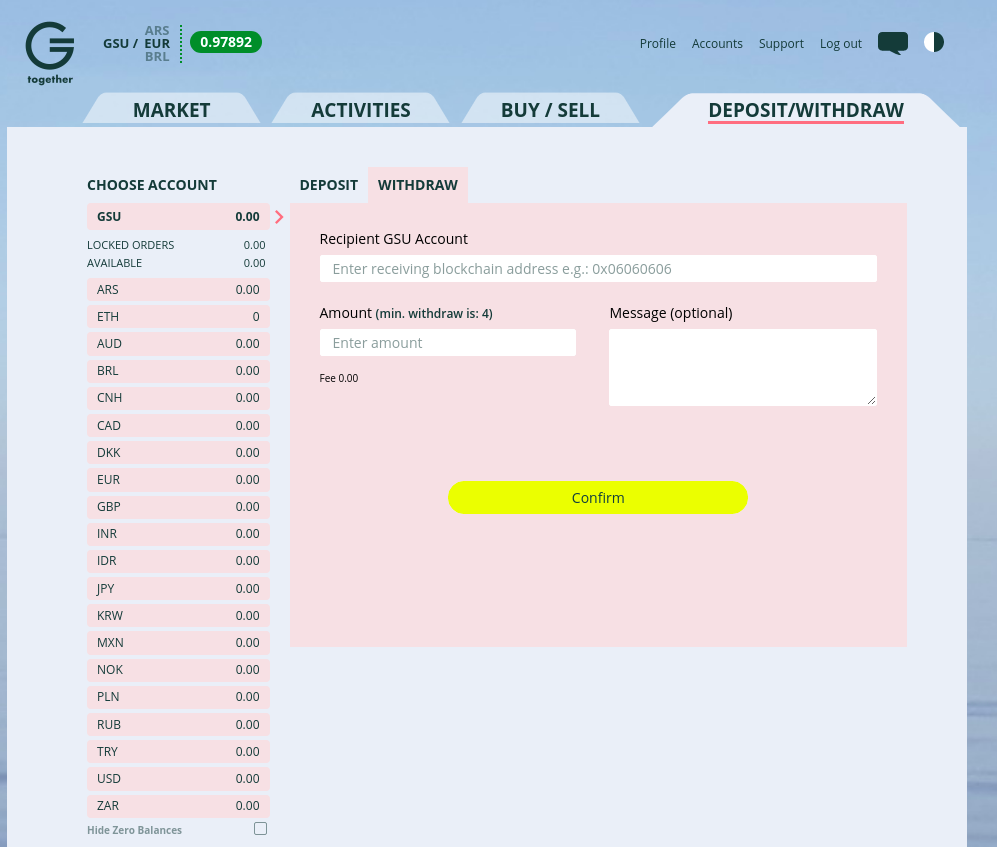 together
GSU /
ARS
EUR
BRL
0.97892
Profile Accounts Support Log out
MARKET ACTIVITIES BUY / SELL DEPOSIT/WITHDRAW
CHOOSE ACCOUNT
GSU 0.00
LOCKED ORDERS 0.00
AVAILABLE 0.00
ARS 0.00
ETH 0
AUD 0.00
BRL 0.00
CNH 0.00
CAD 0.00
DKK 0.00
EUR 0.00
GBP 0.00
INR 0.00
IDR 0.00
JPY 0.00
KRW 0.00
MXN 0.00
NOK 0.00
PLN 0.00
RUB 0.00
TRY 0.00
USD 0.00
ZAR 0.00
Hide Zero Balances
DEPOSIT WITHDRAW
Recipient GSU Account
Enter receiving blockchain address e.g.: 0x06060606
Amount (min. withdraw is: 4)
Enter amount
Fee 0.00
Message (optional)
Confirm